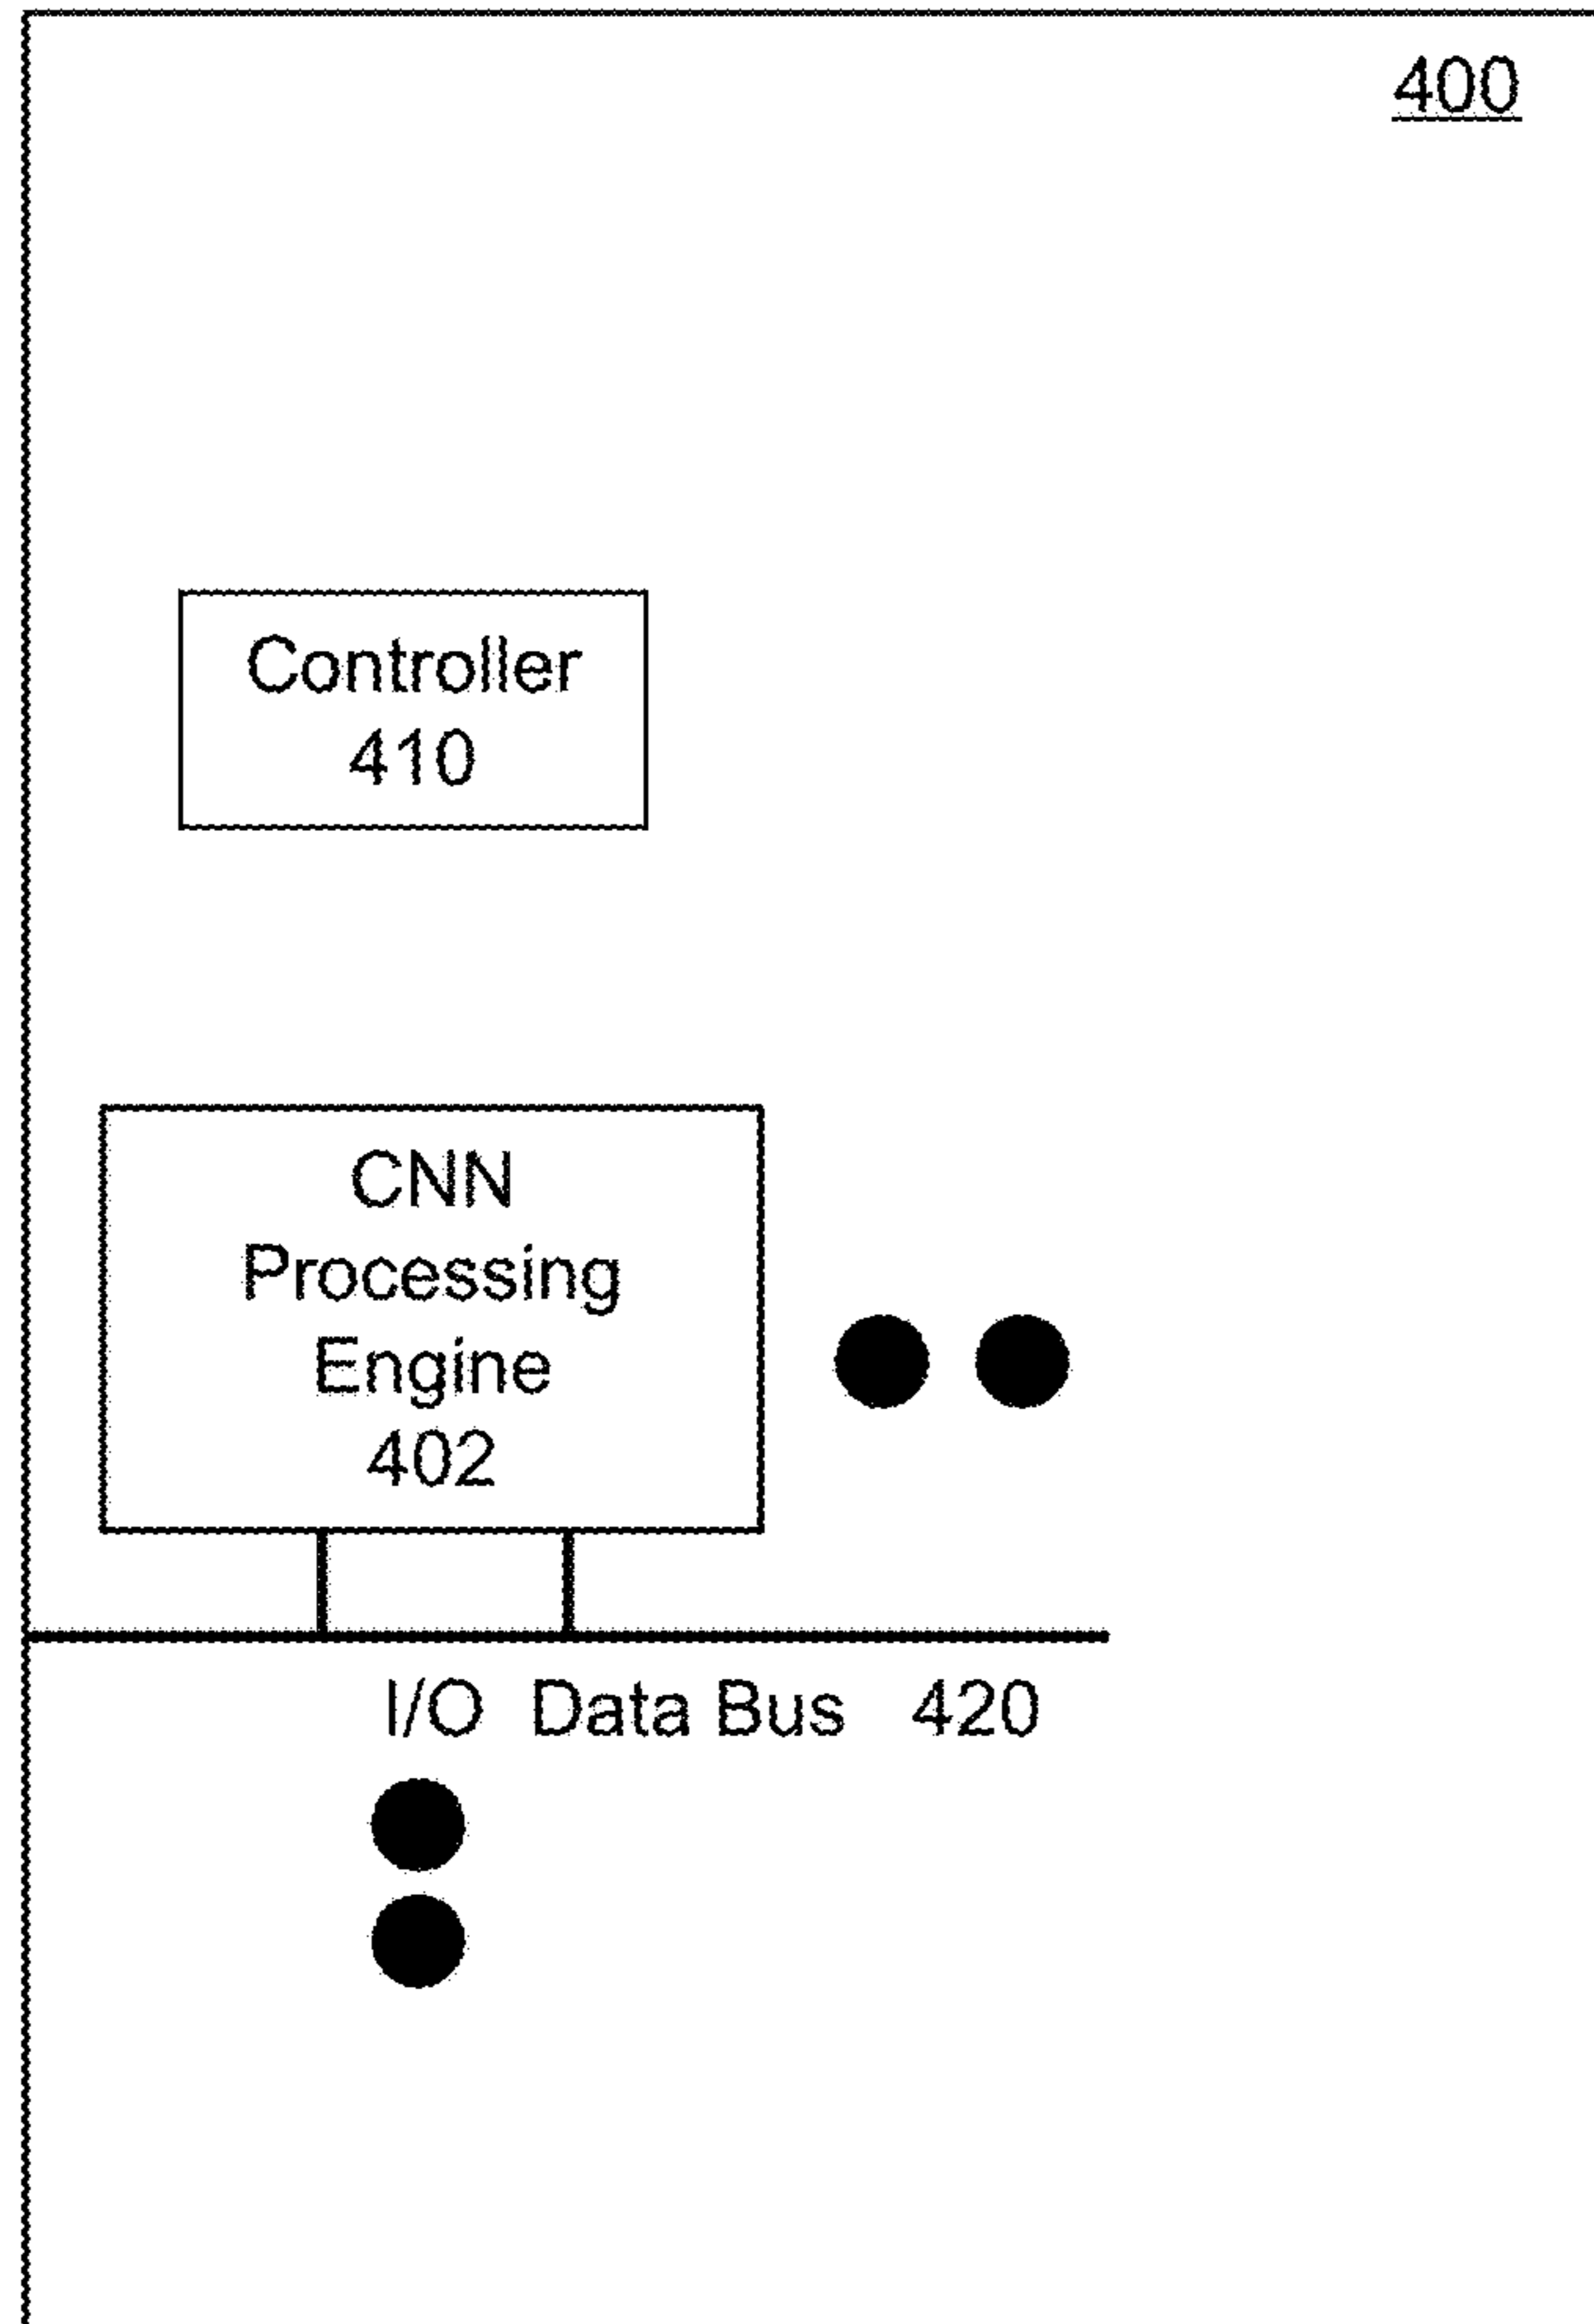 400
Controller
410
CNN
Processing
Engine
402
I/O Data Bus 420